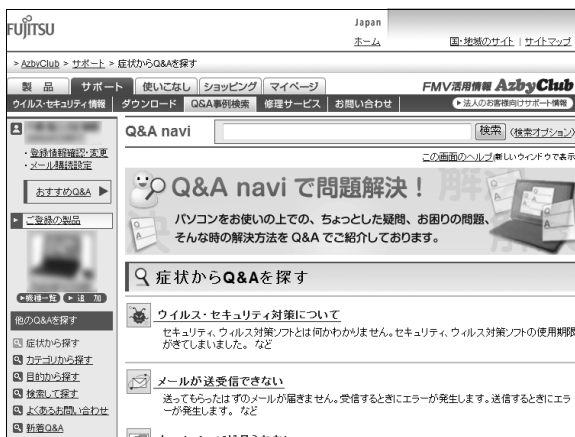 FUJITSU
Japan
ホーム
国・地域のサイト | サイトマップ
> AzbyClub > サポート > 症状からQ&Aを探す
製 品
サポート
使いこなし
ショッピング
マイページ
FMV活用情報 AzbyClub
ウイルス・セキュリティ情報
ダウンロード
Q&A事例検索
修理サービス
お問い合わせ
法人のお客様向けサポート情報
Q&A navi
検索
(検索オプション)
・登録情報確認・変更
・メール購読設定
この画面のヘルプ(新しいウィンドウで表示
おすすめQ&A
Q&A navi で問題解決!
パソコンをお使いの上での、ちょっとした疑問、お困りの問題、
そんな時の解決方法を Q&A でご紹介しております。
ご登録の製品
機種一覧
追 加
症状からQ&Aを探す
他のQ&Aを探す
症状から探す
カテゴリから探す
目的から探す
検索して探す
よくあるお問い合わせ
新着Q&A
ウイルス・セキュリティ対策について
セキュリティ、ウィルス対策ソフトとは何かわかりません。セキュリティ、ウィルス対策ソフトの使用期限
がきてしまいました。 など
メールが送受信できない
送ってもらったはずのメールが届きません。受信するときにエラーが発生します。送信するときにエラ
ーが発生します。 など